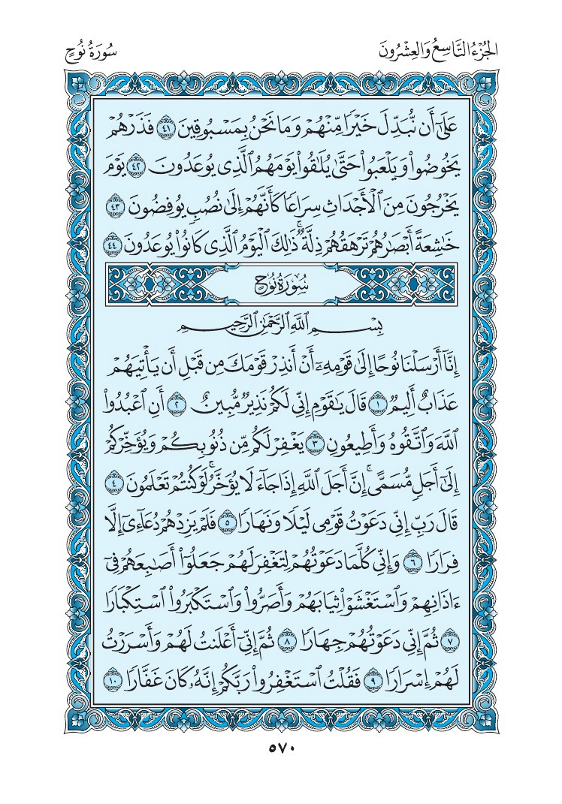 الجُزْءُ التَّاسِعُ وَالعِشْرُونَ
سُورَةُ نُوحٍ
عَلَىٰٓ أَن نُّبَدِّلَ خَيْرًا مِّنْهُمْ وَمَا نَحْنُ بِمَسْبُوقِينَ ٤١ فَذَرْهُمْ
يَخُوضُوا۟ وَيَلْعَبُوا۟ حَتَّىٰ يُلَٰقُوا۟ يَوْمَهُمُ ٱلَّذِى يُوعَدُونَ ٤٢ يَوْمَ
يَخْرُجُونَ مِنَ ٱلْأَجْدَاثِ سِرَاعًا كَأَنَّهُمْ إِلَىٰ نُصُبٍ يُوفِضُونَ ٤٣
خَٰشِعَةً أَبْصَٰرُهُمْ تَرْهَقُهُمْ ذِلَّةٌ ۚ ذَٰلِكَ ٱلْيَوْمُ ٱلَّذِى كَانُوا۟ يُوعَدُونَ ٤٤
سُورَةُ نُوحٍ
بِسْمِ ٱللَّهِ ٱلرَّحْمَٰنِ ٱلرَّحِيمِ
إِنَّآ أَرْسَلْنَا نُوحًا إِلَىٰ قَوْمِهِۦٓ أَنْ أَنذِرْ قَوْمَكَ مِن قَبْلِ أَن يَأْتِيَهُمْ
عَذَابٌ أَلِيمٌ ١ قَالَ يَٰقَوْمِ إِنِّى لَكُمْ نَذِيرٌ مُّبِينٌ ٢ أَنِ ٱعْبُدُوا۟
ٱللَّهَ وَٱتَّقُوهُ وَأَطِيعُونِ ٣ يَغْفِرْ لَكُم مِّن ذُنُوبِكُمْ وَيُؤَخِّرْكُمْ
إِلَىٰٓ أَجَلٍ مُّسَمًّى ۚ إِنَّ أَجَلَ ٱللَّهِ إِذَا جَآءَ لَا يُؤَخَّرُ ۖ لَوْ كُنتُمْ تَعْلَمُونَ ٤
قَالَ رَبِّ إِنِّى دَعَوْتُ قَوْمِى لَيْلًا وَنَهَارًا ٥ فَلَمْ يَزِدْهُمْ دُعَآءِىٓ إِلَّا
فِرَارًا ٦ وَإِنِّى كُلَّمَا دَعَوْتُهُمْ لِتَغْفِرَ لَهُمْ جَعَلُوٓا۟ أَصَٰبِعَهُمْ فِىٓ
ءَاذَانِهِمْ وَٱسْتَغْشَوْا۟ ثِيَابَهُمْ وَأَصَرُّوا۟ وَٱسْتَكْبَرُوا۟ ٱسْتِكْبَارًا
٧ ثُمَّ إِنِّى دَعَوْتُهُمْ جِهَارًا ٨ ثُمَّ إِنِّىٓ أَعْلَنتُ لَهُمْ وَأَسْرَرْتُ
لَهُمْ إِسْرَارًا ٩ فَقُلْتُ ٱسْتَغْفِرُوا۟ رَبَّكُمْ إِنَّهُۥ كَانَ غَفَّارًا ١٠
٥٧٠